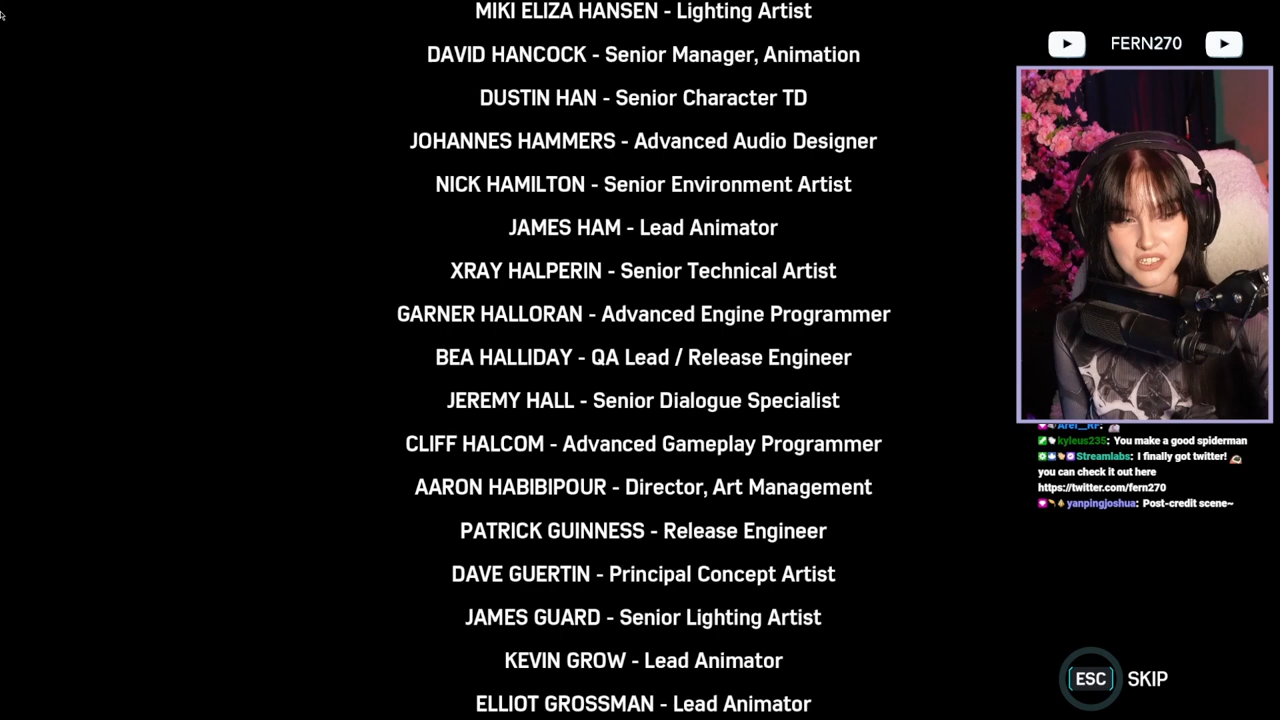 MIKI ELIZA HANSEN - Lighting Artist
DAVID HANCOCK - Senior Manager, Animation
DUSTIN HAN - Senior Character TD
JOHANNES HAMMERS - Advanced Audio Designer
NICK HAMILTON - Senior Environment Artist
JAMES HAM - Lead Animator
XRAY HALPERIN - Senior Technical Artist
GARNER HALLORAN - Advanced Engine Programmer
BEA HALLIDAY - QA Lead / Release Engineer
JEREMY HALL - Senior Dialogue Specialist
CLIFF HALCOM - Advanced Gameplay Programmer
AARON HABIBIPOUR - Director, Art Management
PATRICK GUINNESS - Release Engineer
DAVE GUERTIN - Principal Concept Artist
JAMES GUARD - Senior Lighting Artist
KEVIN GROW - Lead Animator
ELLIOT GROSSMAN - Lead Animator
FERN270
kyleus235: You make a good spiderman
Streamlabs: I finally got twitter!
you can check it out here
https://twitter.com/fern270
yanpingjoshua: Post-credit scene~
ESC SKIP